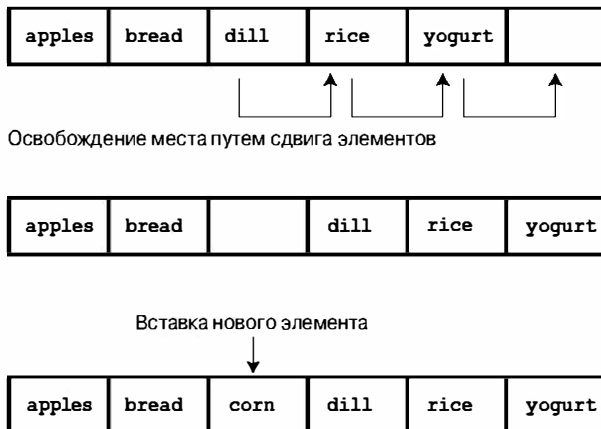 apples bread dill rice yogurt
Освобождение места путем сдвига элементов
apples bread dill rice yogurt
Вставка нового элемента
apples bread corn dill rice yogurt